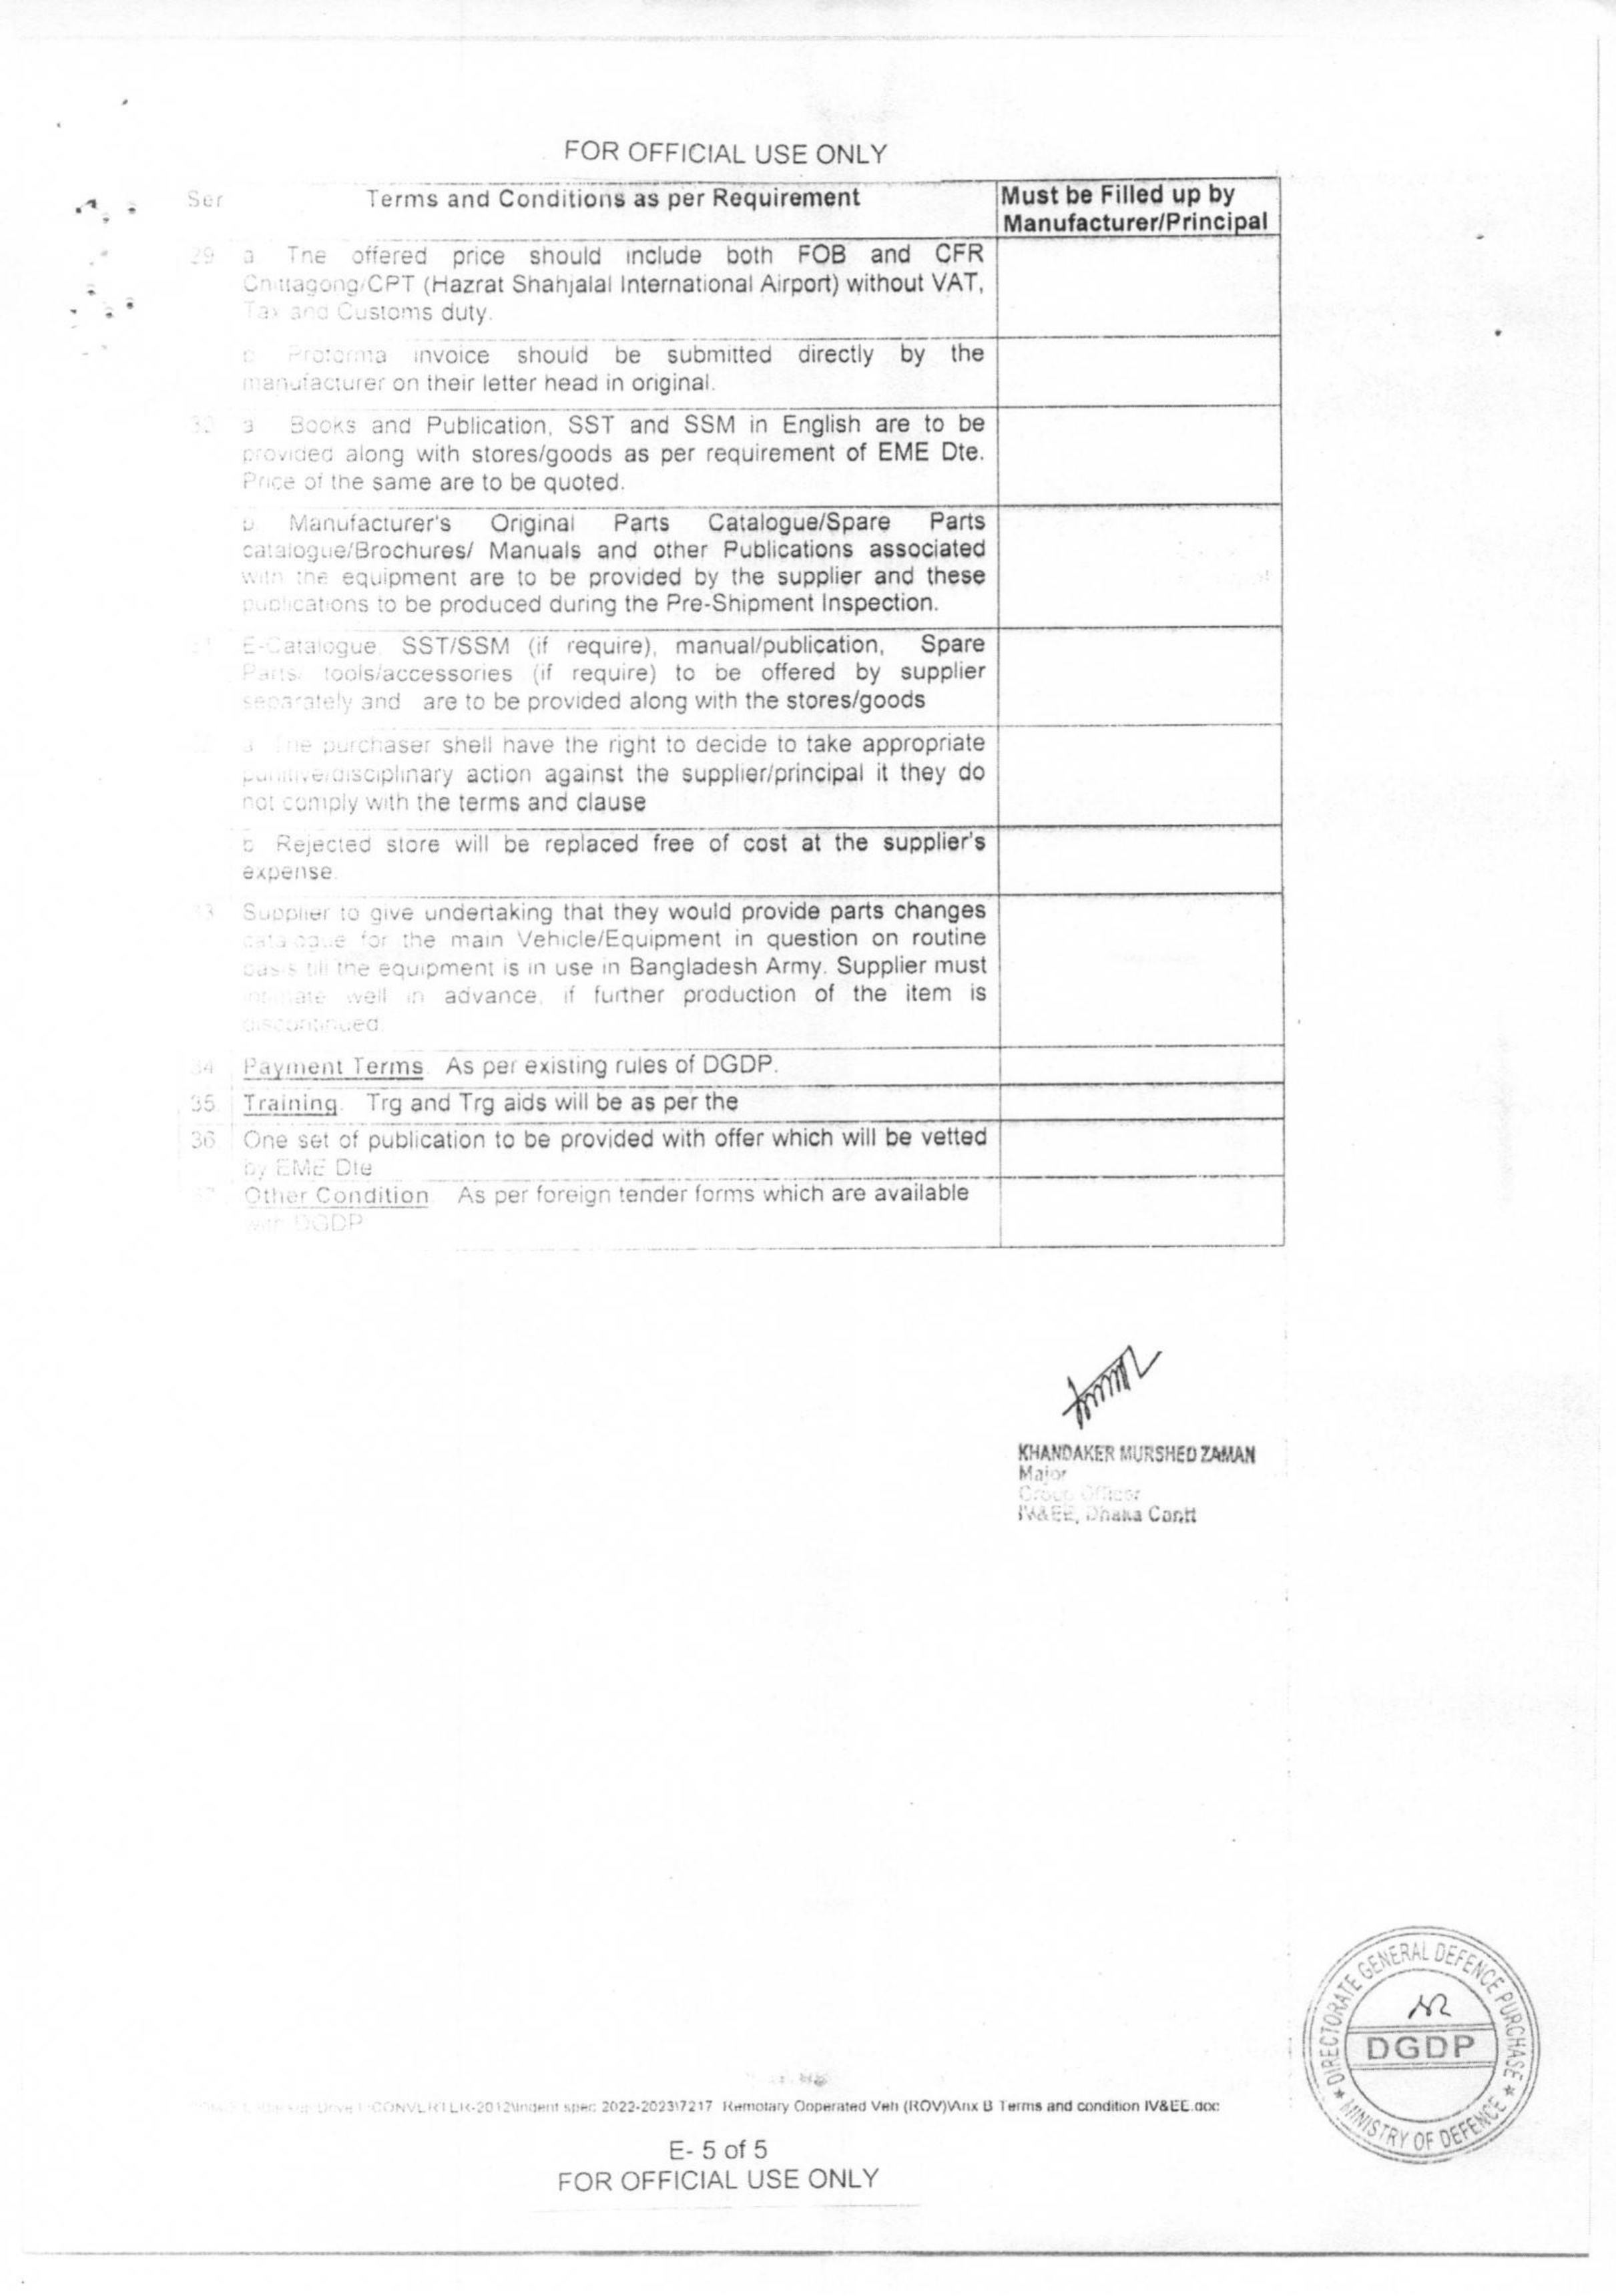 FOR OFFICIAL USE ONLY
Ser Terms and Conditions as per Requirement Must be Filled up by
Manufacturer/Principal
29 a The offered price should include both FOB and CFR
Chittagong/CPT (Hazrat Shahjalal International Airport) without VAT,
Tax and Customs duty.
Proforma invoice should be submitted directly by the
manufacturer on their letter head in original.
30 a Books and Publication, SST and SSM in English are to be
provided along with stores/goods as per requirement of EME Dte.
Price of the same are to be quoted.
b Manufacturer's Original Parts Catalogue/Spare Parts
catalogue/Brochures/ Manuals and other Publications associated
with the equipment are to be provided by the supplier and these
publications to be produced during the Pre-Shipment Inspection.
E-Catalogue, SST/SSM (if require), manual/publication, Spare
Parts, tools/accessories (if require) to be offered by supplier
separately and are to be provided along with the stores/goods
a The purchaser shell have the right to decide to take appropriate
punitive/disciplinary action against the supplier/principal it they do
not comply with the terms and clause
b Rejected store will be replaced free of cost at the supplier's
expense.
33 Supplier to give undertaking that they would provide parts changes
catalogue for the main Vehicle/Equipment in question on routine
basis till the equipment is in use in Bangladesh Army. Supplier must
intimate well in advance, if further production of the item is
discontinued.
34 Payment Terms. As per existing rules of DGDP.
35 Training. Trg and Trg aids will be as per the
36 One set of publication to be provided with offer which will be vetted
by EME Dte
37 Other Condition As per foreign tender forms which are available
with DGDP
KHANDAKER MURSHED ZAMAN
Major
Group Officer
IV&EE, Dhaka Cantt
DIRECTORATE GENERAL DEFENCE PURCHASE
DGDP
MINISTRY OF DEFENCE
CONVERTER-2012\Indent spec 2022-2023\7217 Remotary Ooperated Veh (ROV)\Anx B Terms and condition IV&EE.doc
E- 5 of 5
FOR OFFICIAL USE ONLY